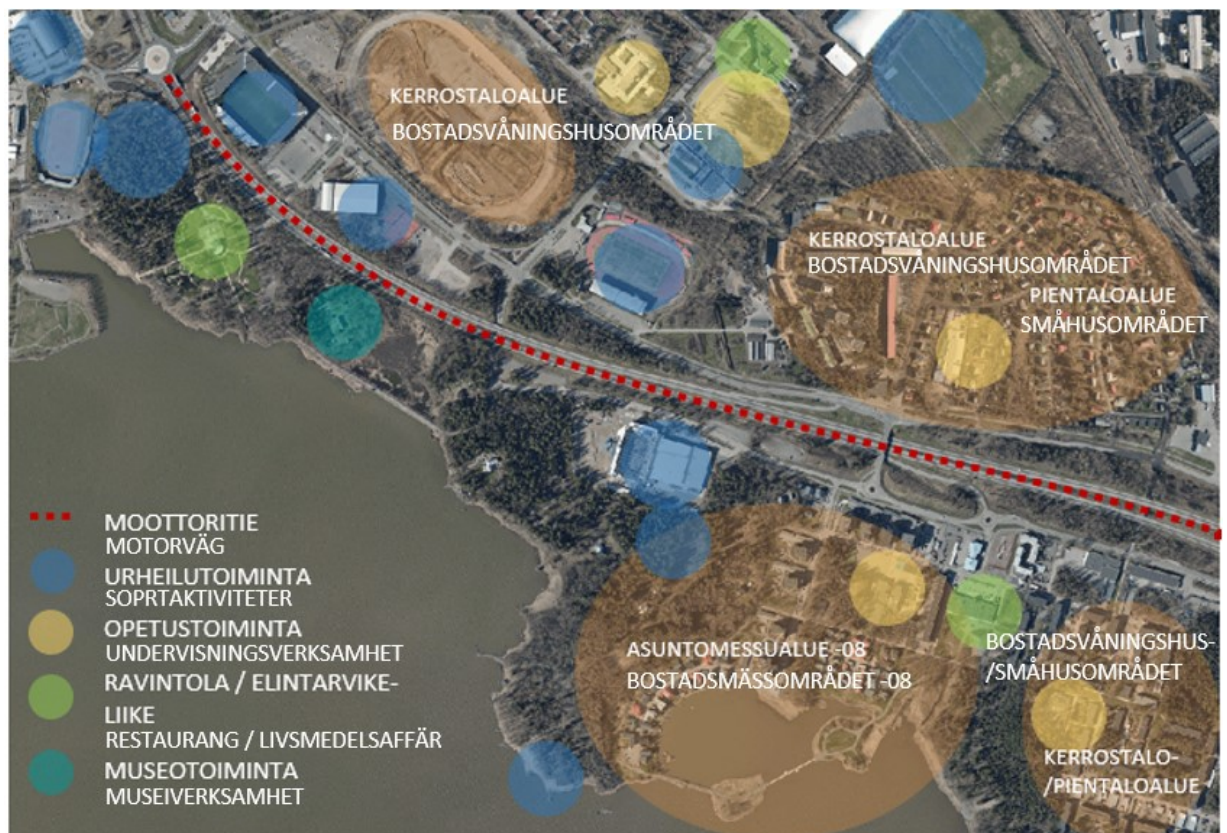 KERROSTALOALUE
BOSTADSVÅNINGSHUSOMRÅDET
KERROSTALOALUE
BOSTADSVÅNINGSHUSOMRÅDET
PIENTALOALUE
SMÅHUSOMRÅDET
MOOTTORITIE
MOTORVÄG
URHEILUTOIMINTA
SOPRTAKTIVITETER
OPETUSTOIMINTA
UNDERVISNINGSVERKSAMHET
RAVINTOLA / ELINTARVIKE-
LIIKE
RESTAURANG / LIVSMEDELSAFFÄR
MUSEOTOIMINTA
MUSEIVERKSAMHET
ASUNTOMESSUALUE -08
BOSTADSMÄSSOMRÅDET -08
BOSTADSVÅNINGSHUS-
/SMÅHUSOMRÅDET
KERROSTALO-
/PIENTALOALUE